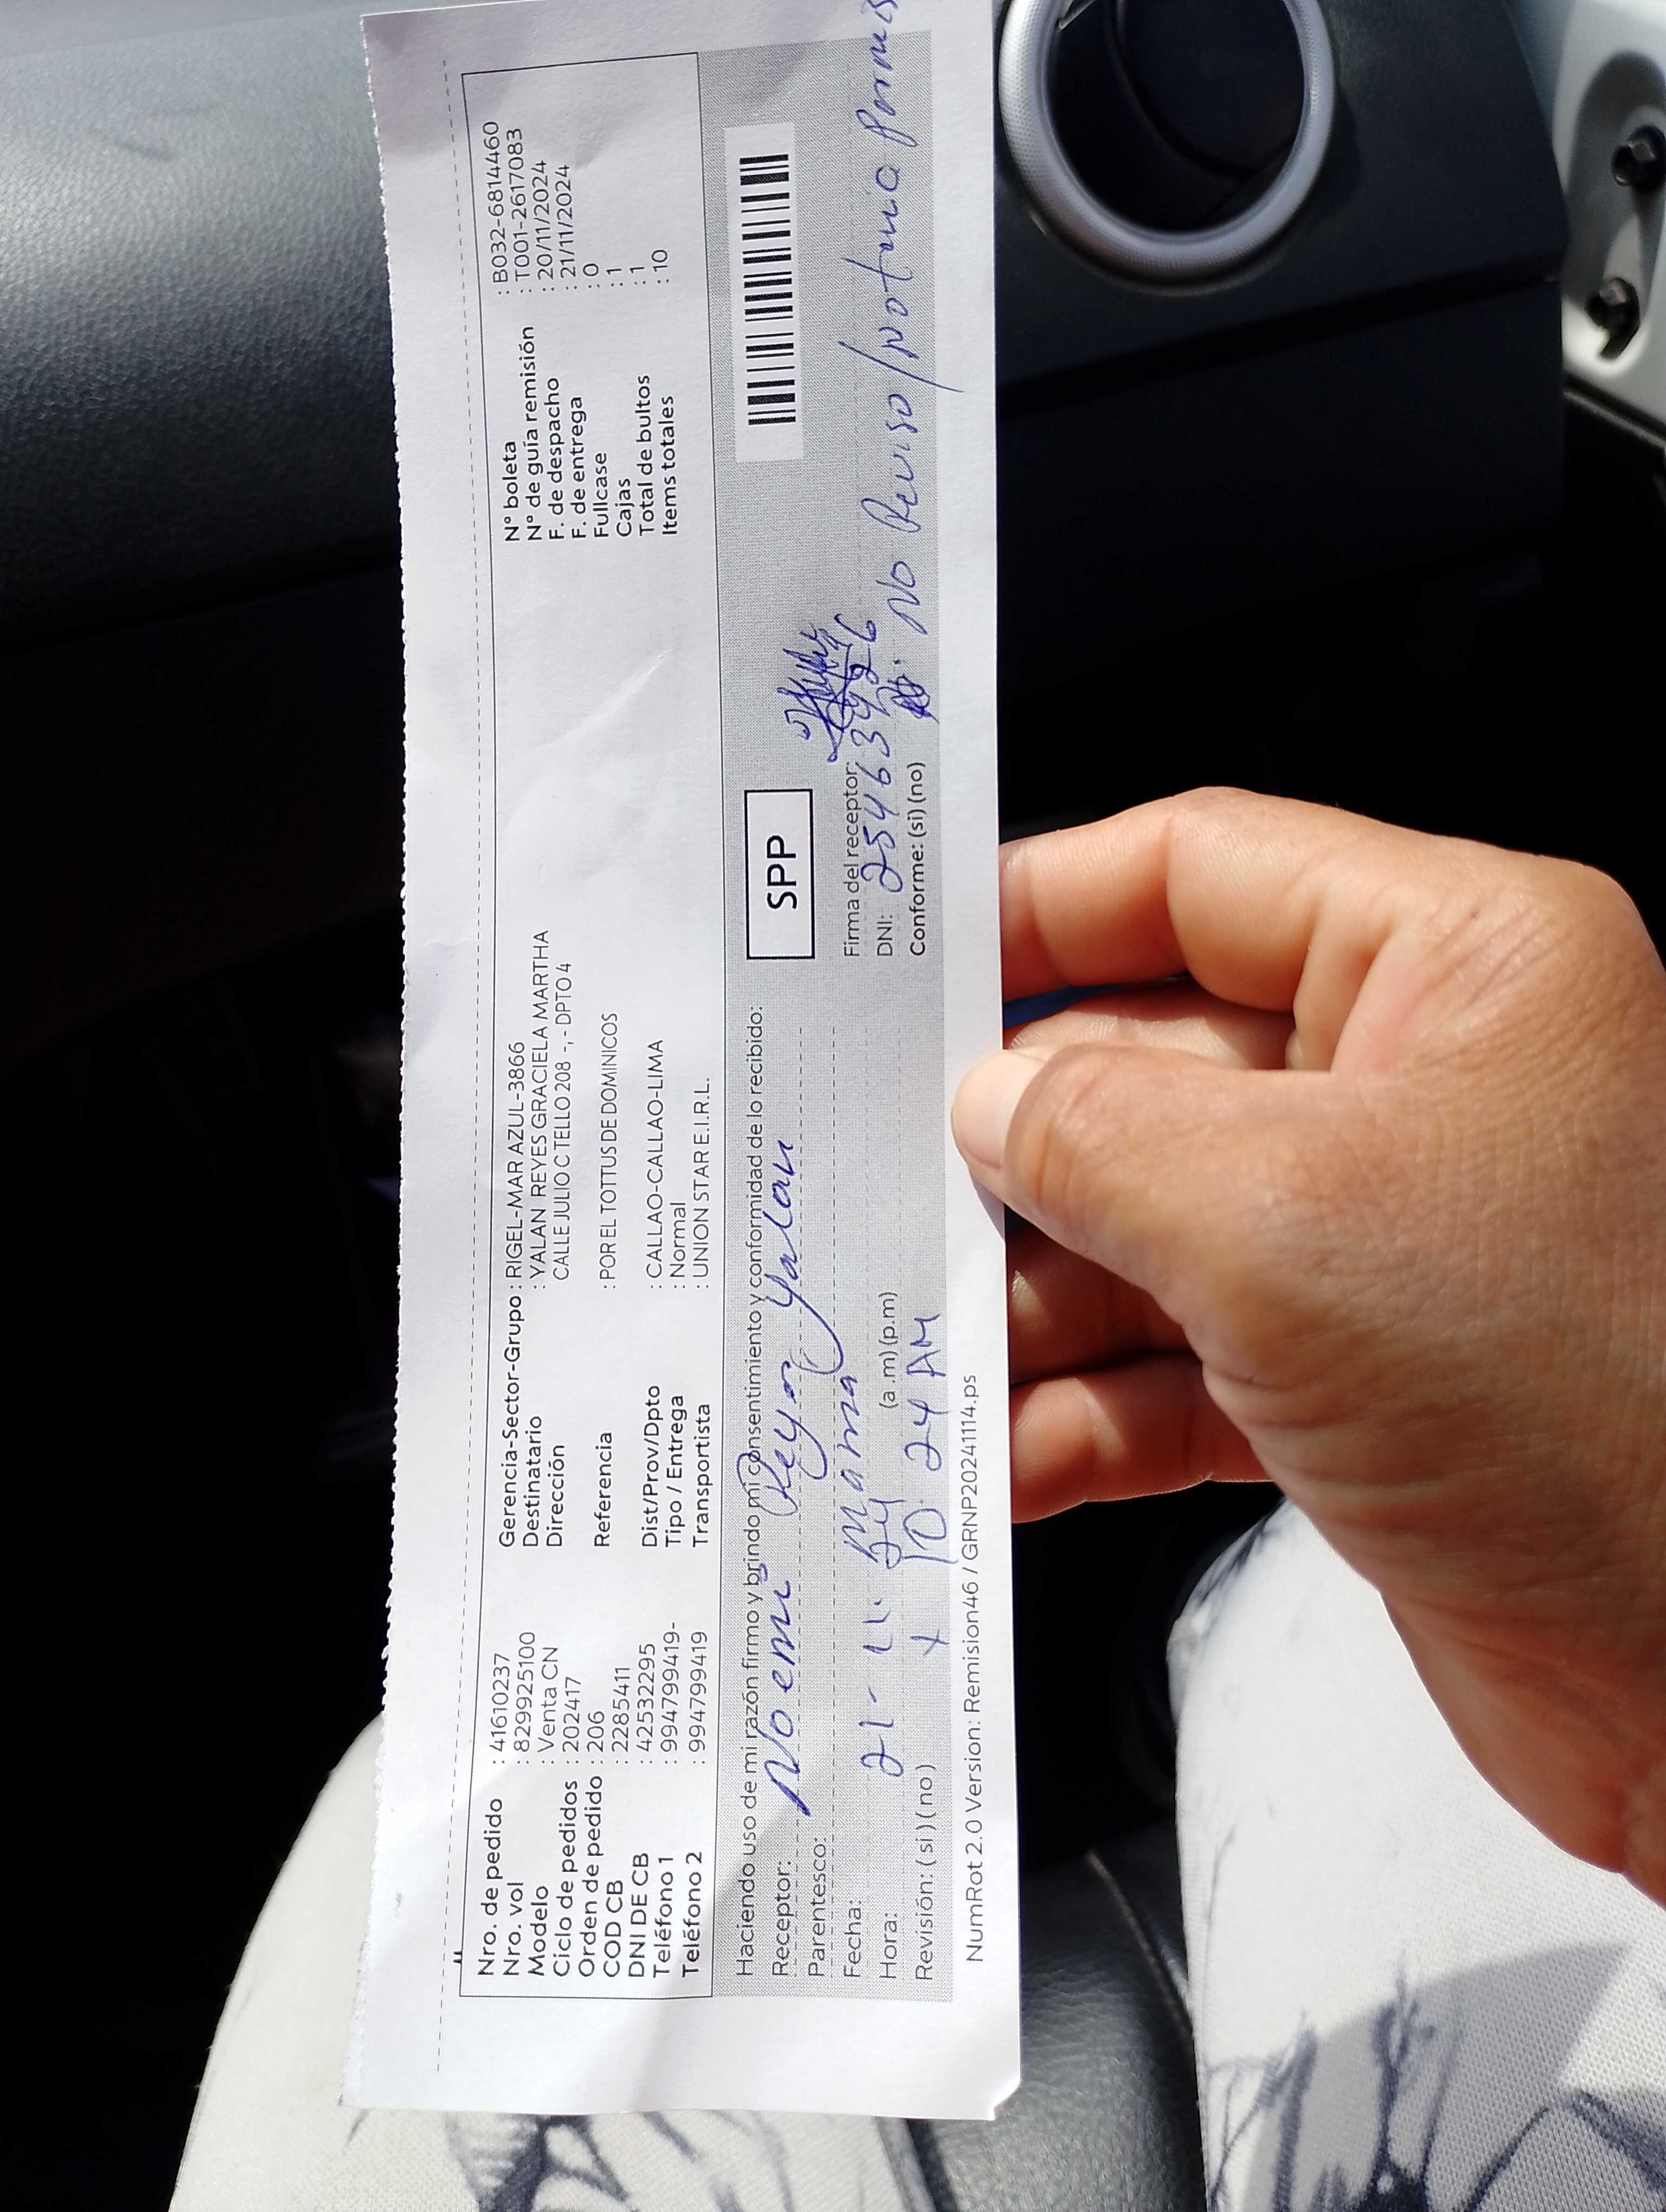 Nro. de pedido : 41610237
Nro. vol : 829925100
Modelo : Venta CN
Ciclo de pedidos : 202417
Orden de pedido : 206
COD CB : 2285411
DNI DE CB : 42532295
Teléfono 1 : 994799419-
Teléfono 2 : 994799419
Gerencia-Sector-Grupo : RIGEL-MAR AZUL-3866
Destinatario : YALAN REYES GRACIELA MARTHA
Dirección CALLE JULIO C TELLO 208 -, - DPTO 4
Referencia : POR EL TOTTUS DE DOMINICOS
Dist/Prov/Dpto : CALLAO-CALLAO-LIMA
Tipo / Entrega : Normal
Transportista : UNION STAR E.I.R.L.
N° boleta : B032-6814460
N° de guía remisión : T001-2617083
F. de despacho : 20/11/2024
F. de entrega : 21/11/2024
Fullcase : 0
Cajas : 1
Total de bultos : 1
Items totales : 10
Haciendo uso de mi razón firmo y brindo mi consentimiento y conformidad de lo recibido:
Receptor: Noemi Reyes Yalan
Parentesco: mama
Fecha: 21- 11. 24
Hora: 10 24 AM (a .m) (p.m)
Revisión: ( si ) ( no )
SPP
Firma del receptor:
DNI:
Conforme: (si) (no) No Reviso / no tuvo
NumRot 2.0 Version: Remision46 / GRNP20241114.ps